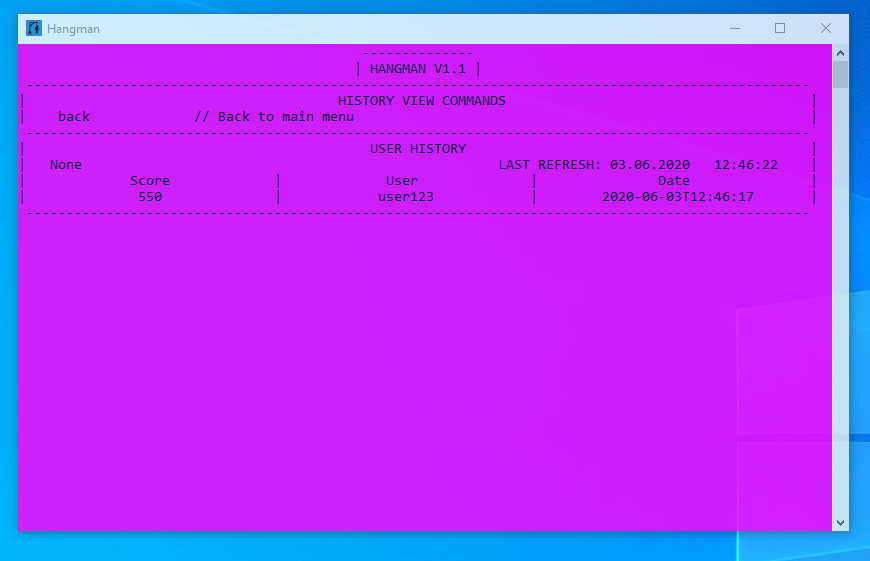 Hangman
-------------
| HANGMAN V1.1 |
--------------------------------------------------------------------------------------------------
| HISTORY VIEW COMMANDS |
| back // Back to main menu |
--------------------------------------------------------------------------------------------------
| USER HISTORY |
| None LAST REFRESH: 03.06.2020 12:46:22 |
| Score | User | Date |
| 550 | user123 | 2020-06-03T12:46:17 |
--------------------------------------------------------------------------------------------------